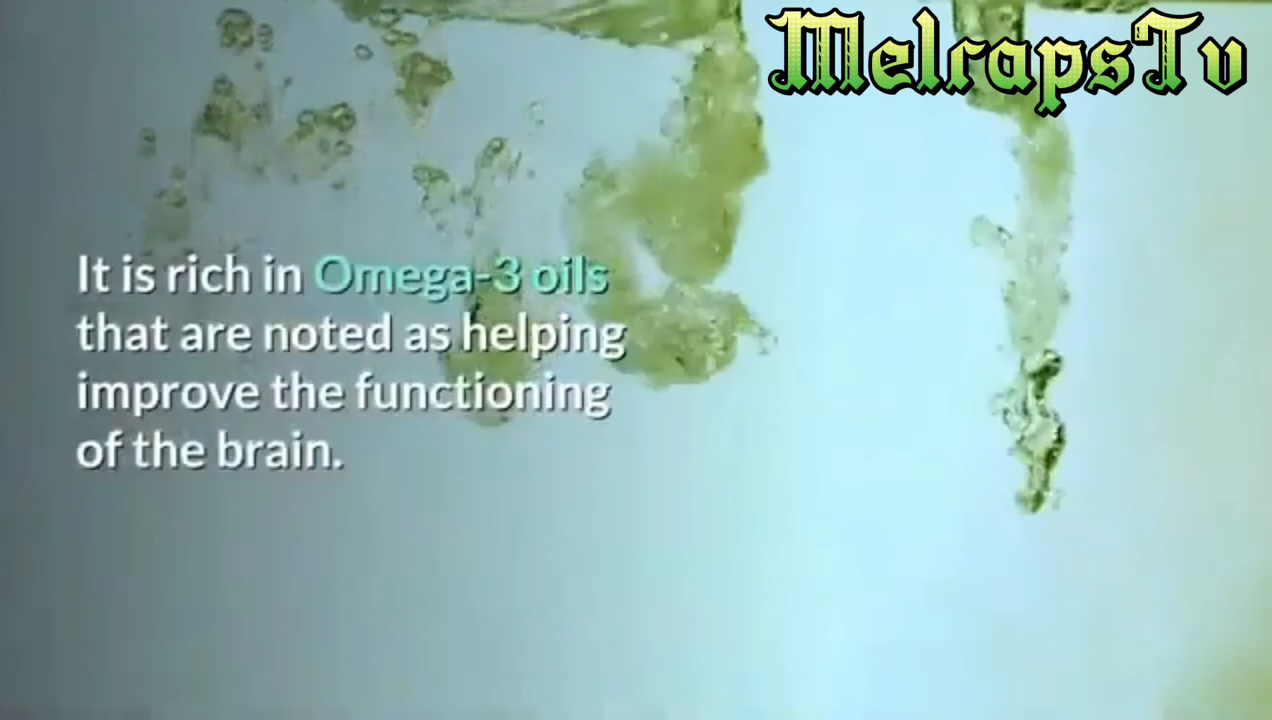 MelrapsTv
It is rich in Omega-3 oils
that are noted as helping
improve the functioning
of the brain.